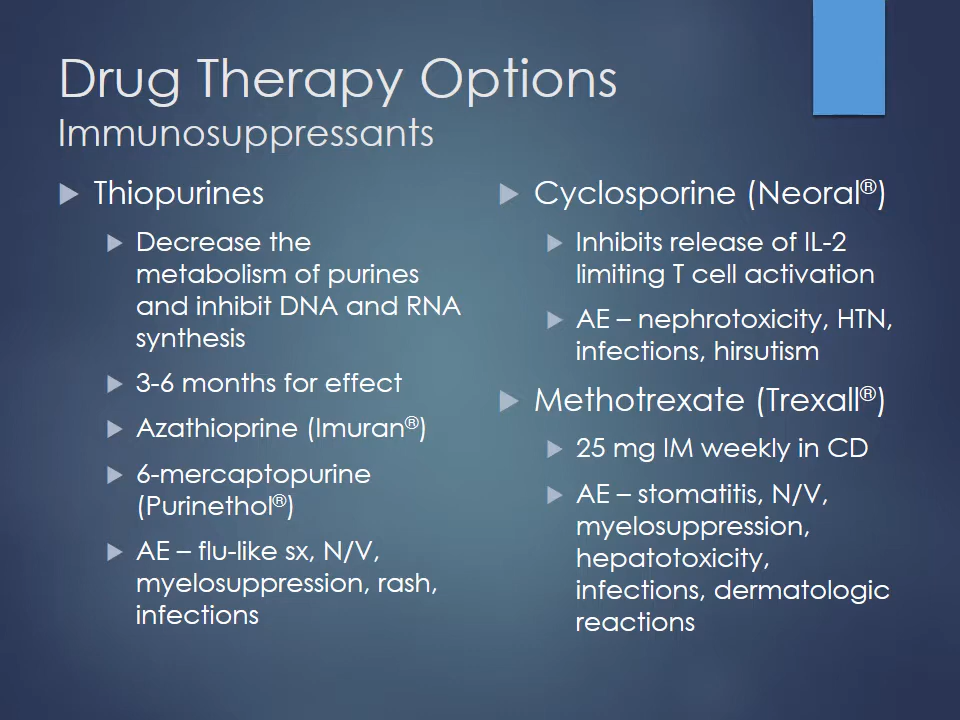 Drug Therapy Options
Immunosuppressants
Thiopurines
Decrease the
metabolism of purines
and inhibit DNA and RNA
synthesis
3-6 months for effect
Azathioprine (Imuran®)
6-mercaptopurine
(Purinethol®)
AE – flu-like sx, N/V,
myelosuppression, rash,
infections
Cyclosporine (Neoral®)
Inhibits release of IL-2
limiting T cell activation
AE – nephrotoxicity, HTN,
infections, hirsutism
Methotrexate (Trexall®)
25 mg IM weekly in CD
AE – stomatitis, N/V,
myelosuppression,
hepatotoxicity,
infections, dermatologic
reactions